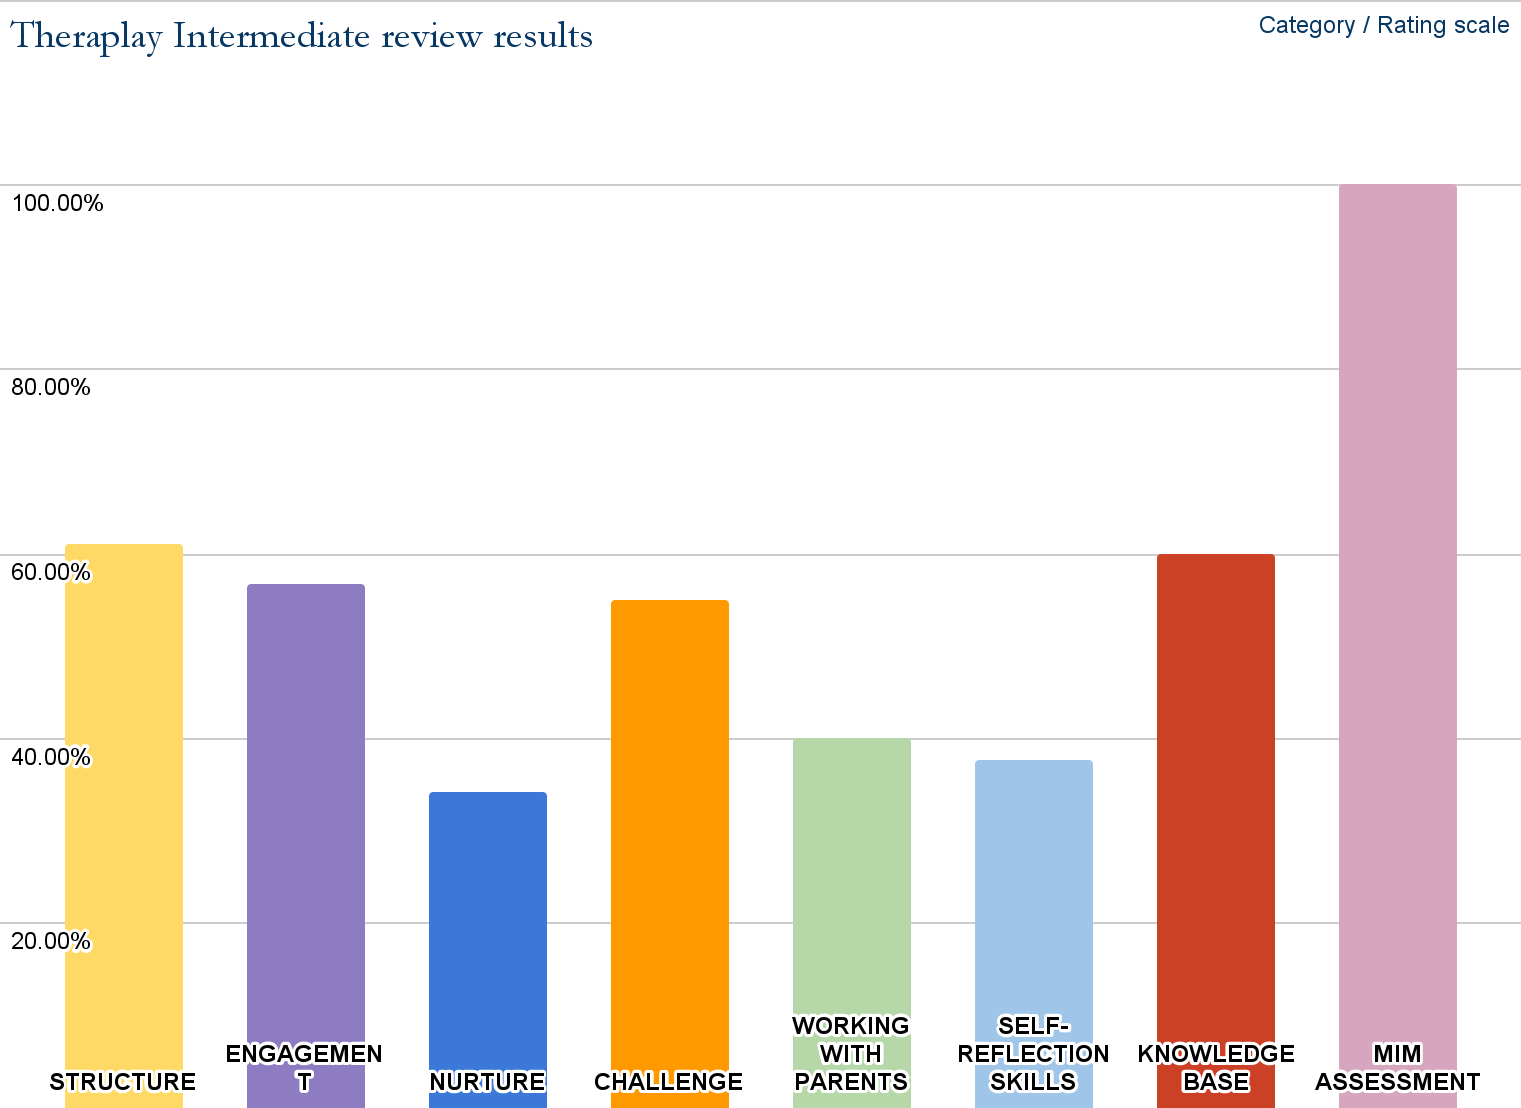 Theraplay Intermediate review results
Category / Rating scale
100.00%
80.00%
60.00%
40.00%
20.00%
STRUCTURE
ENGAGEMEN
T
NURTURE
CHALLENGE
WORKING
WITH
PARENTS
SELF-
REFLECTION
SKILLS
KNOWLEDGE
BASE
MIM
ASSESSMENT